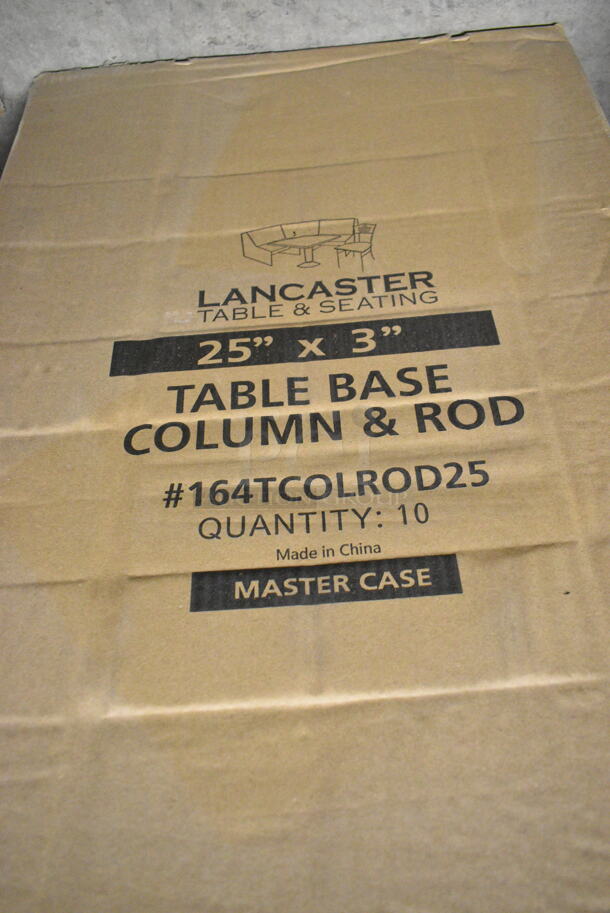 LANCASTER
TABLE & SEATING
25” x 3”
TABLE BASE
COLUMN & ROD
#164TCOLROD25
QUANTITY: 10
Made in China
MASTER CASE